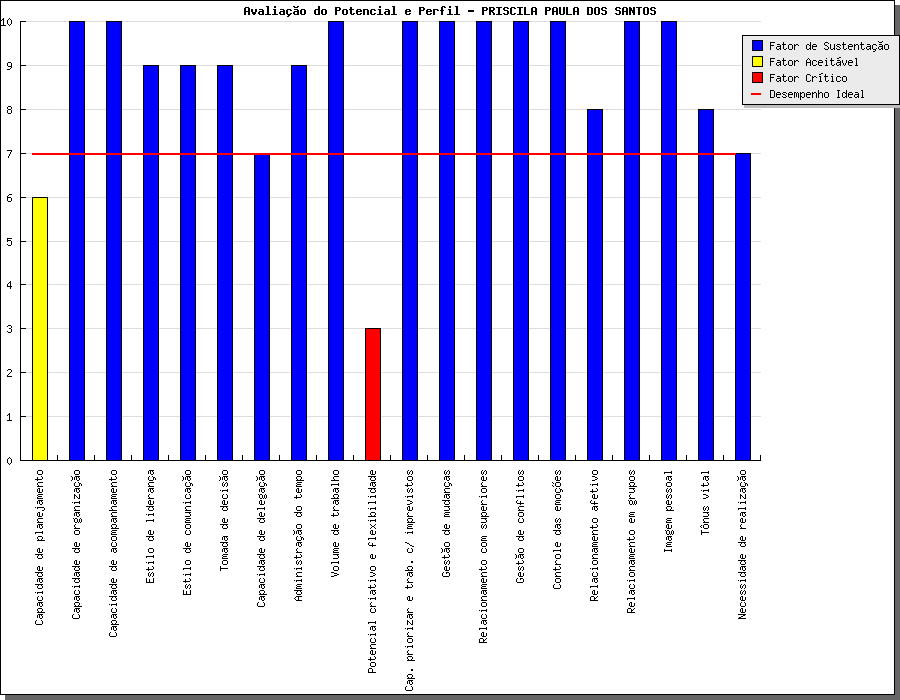 Avaliação do Potencial e Perfil - PRISCILA PAULA DOS SANTOS
10
9
8
7
6
5
4
3
2
1
0
Fator de Sustentação
Fator Aceitável
Fator Crítico
Desempenho Ideal
Capacidade de planejamento
Capacidade de organização
Capacidade de acompanhamento
Estilo de liderança
Estilo de comunicação
Tomada de decisão
Capacidade de delegação
Administração do tempo
Volume de trabalho
Potencial criativo e flexibilidade
Cap. priorizar e trab. c/ imprevistos
Gestão de mudanças
Relacionamento com superiores
Gestão de conflitos
Controle das emoções
Relacionamento afetivo
Relacionamento em grupos
Imagem pessoal
Tônus vital
Necessidade de realização